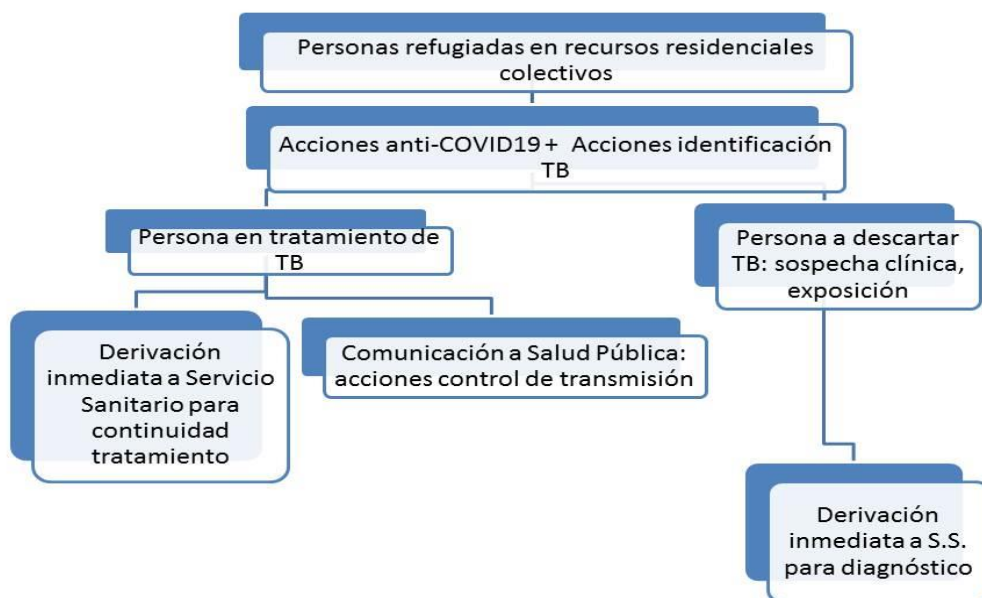 Personas refugiadas en recursos residenciales
colectivos
Acciones anti-COVID19 + Acciones identificación
TB
Persona en tratamiento de
TB
Persona a descartar
TB: sospecha clínica,
exposición
Derivación
inmediata a Servicio
Sanitario para
continuidad
tratamiento
Comunicación a Salud Pública:
acciones control de transmisión
Derivación
inmediata a S.S.
para diagnóstico